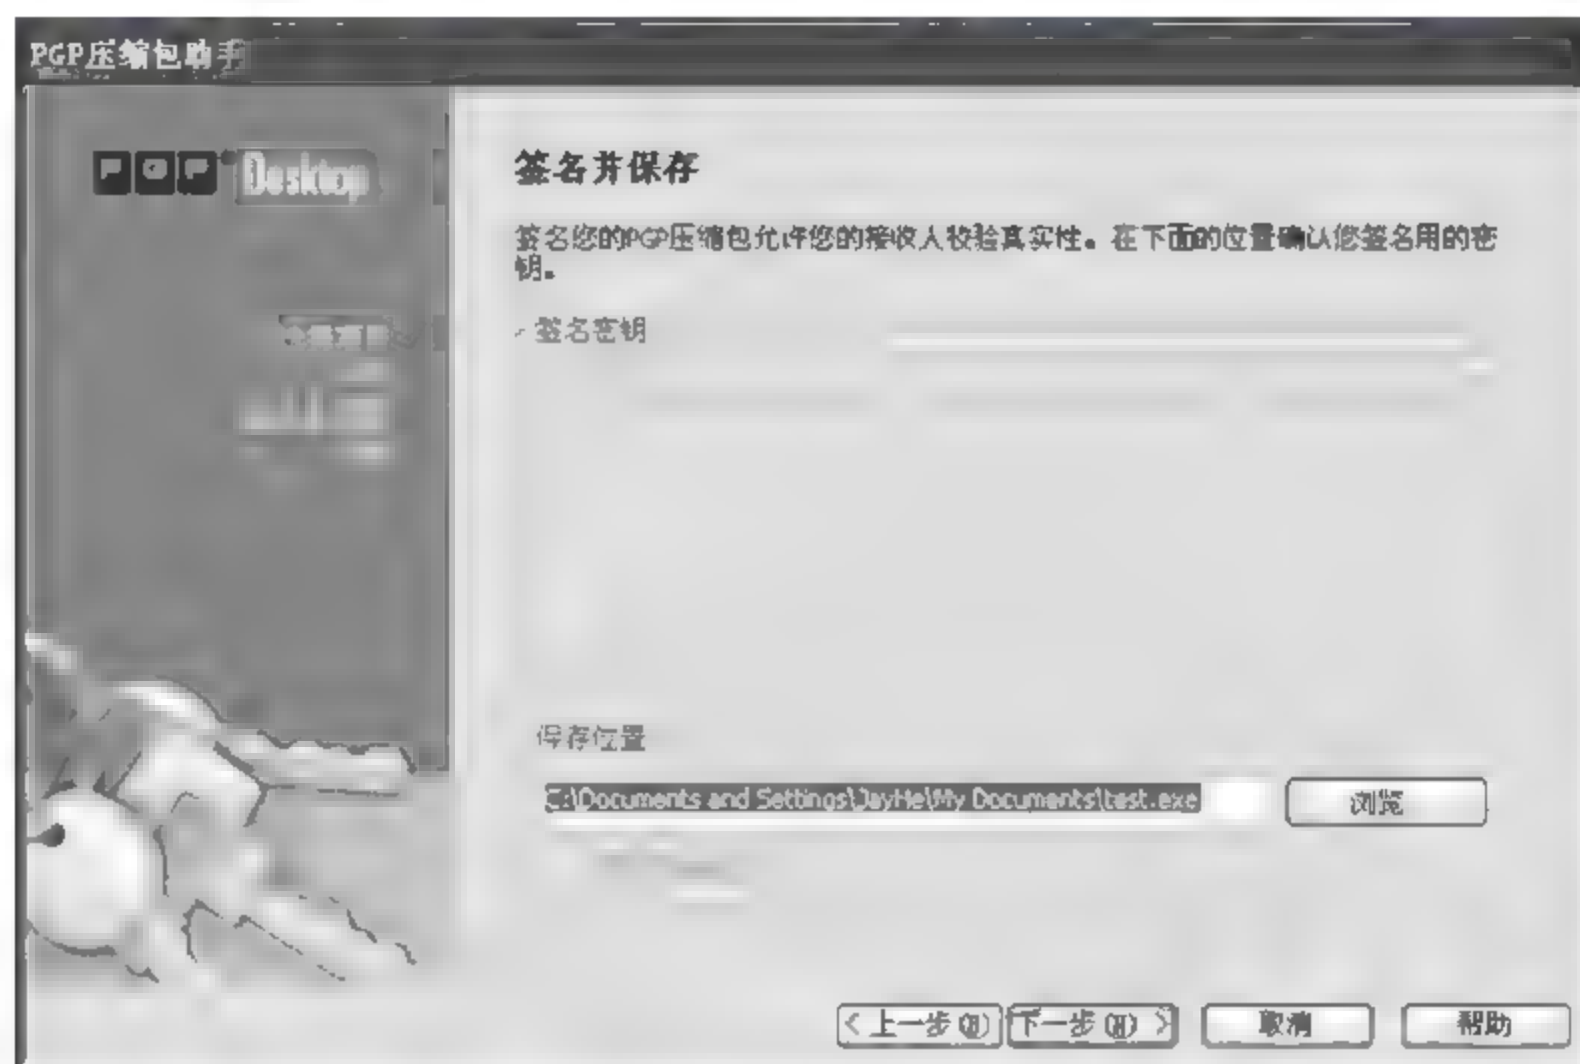 PGP压缩包助手
PGP Desktop
签名并保存
签名您的PGP压缩包允许您的接收人校验真实性。在下面的位置确认您签名用的密
钥。
签名密钥
保存位置
C:\Documents and Settings\JayHe\My Documents\test.exe
浏览
<上一步(B) 下一步(N)> 取消 帮助